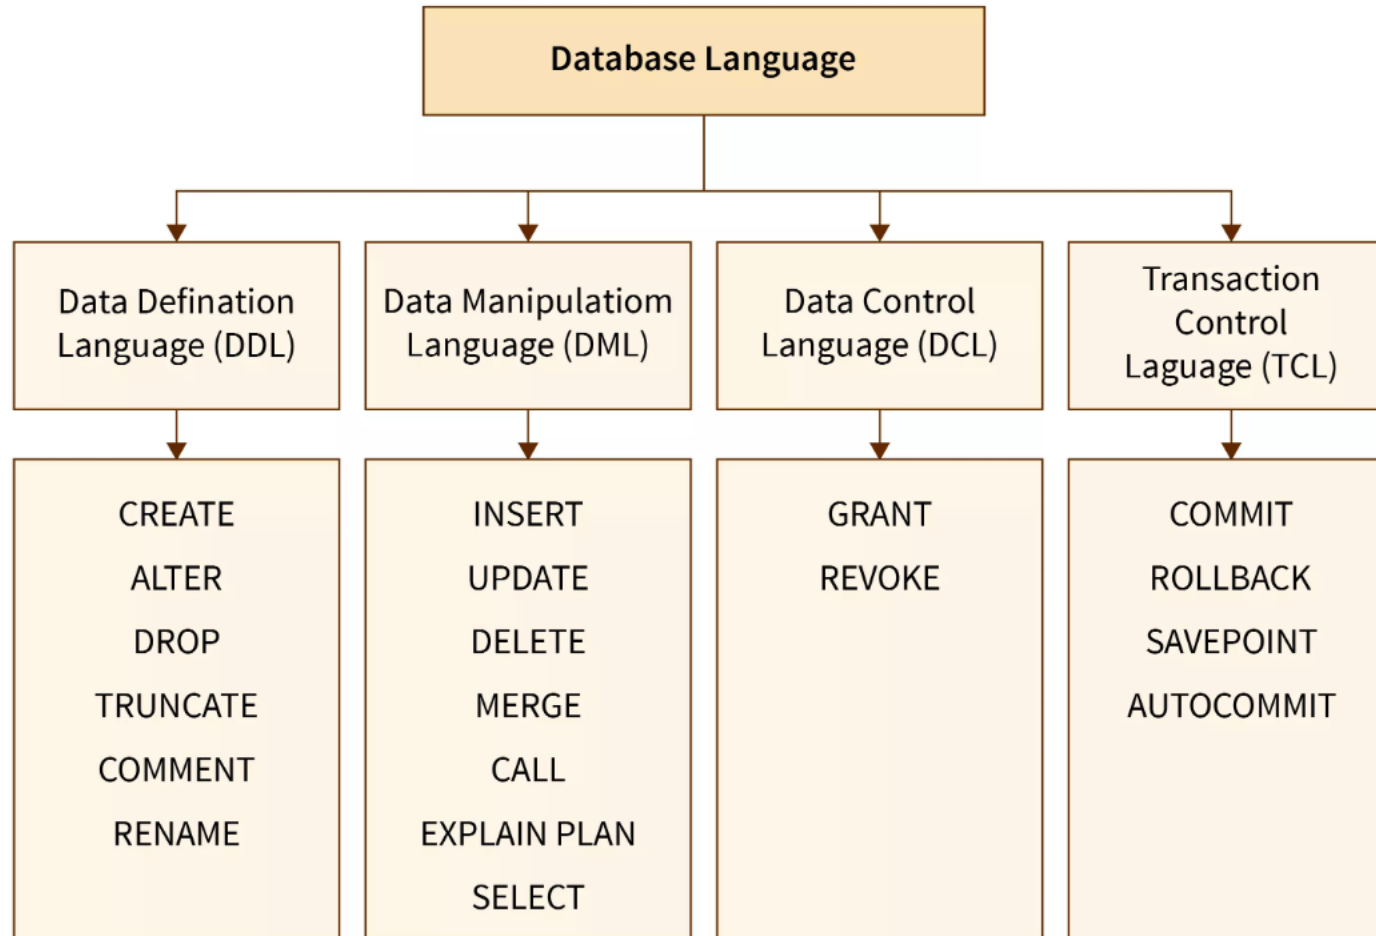 Database Language
Data Defination
Language (DDL)
Data Manipulatiom
Language (DML)
Data Control
Language (DCL)
Transaction
Control
Laguage (TCL)
CREATE
ALTER
DROP
TRUNCATE
COMMENT
RENAME
INSERT
UPDATE
DELETE
MERGE
CALL
EXPLAIN PLAN
SELECT
GRANT
REVOKE
COMMIT
ROLLBACK
SAVEPOINT
AUTOCOMMIT